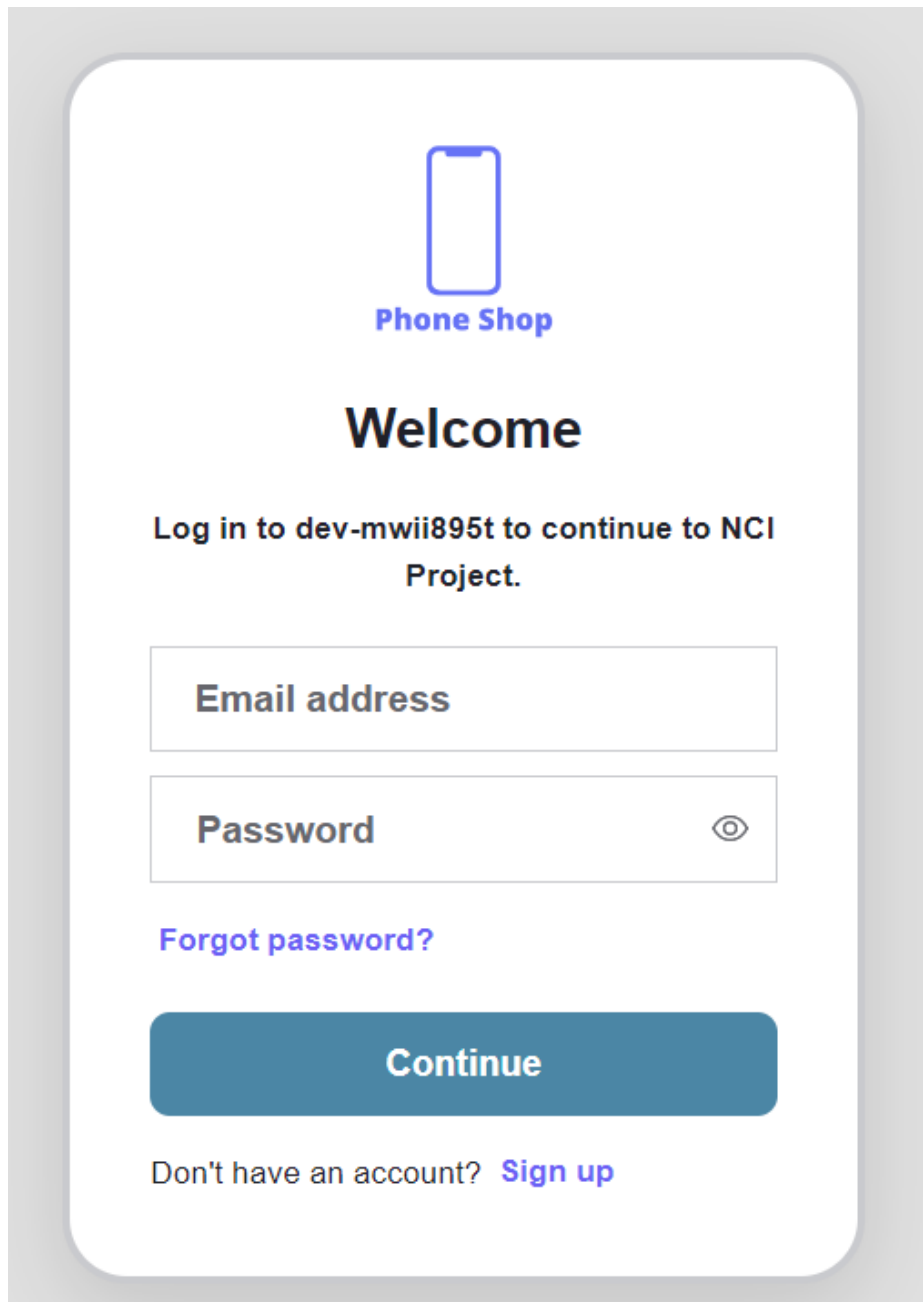 Phone Shop
Welcome
Log in to dev-mwii895t to continue to NCI
Project.
Email address
Password
Forgot password?
Continue
Don't have an account? Sign up